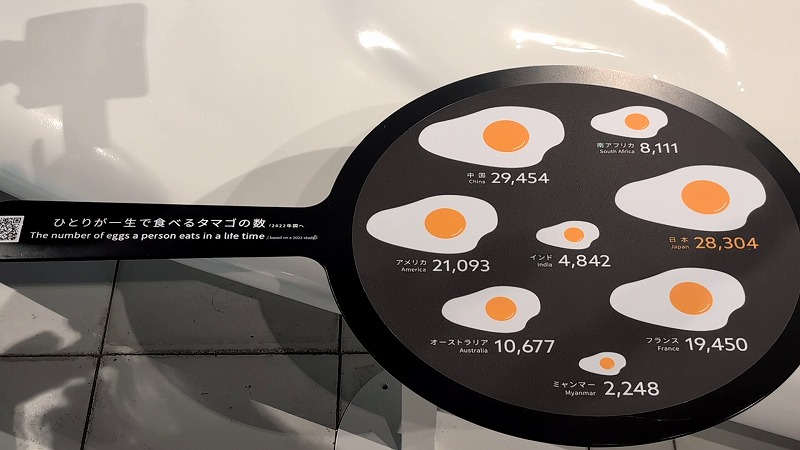 ひとりが一生で食べるタマゴの数
The number of eggs a person eats in a life time (based on a 2022 study)
中国
China 29,454
南アフリカ
South Africa 8,111
アメリカ
America 21,093
インド
India 4,842
日本
Japan 28,304
オーストラリア
Australia 10,677
フランス
France 19,450
ミャンマー
Myanmar 2,248